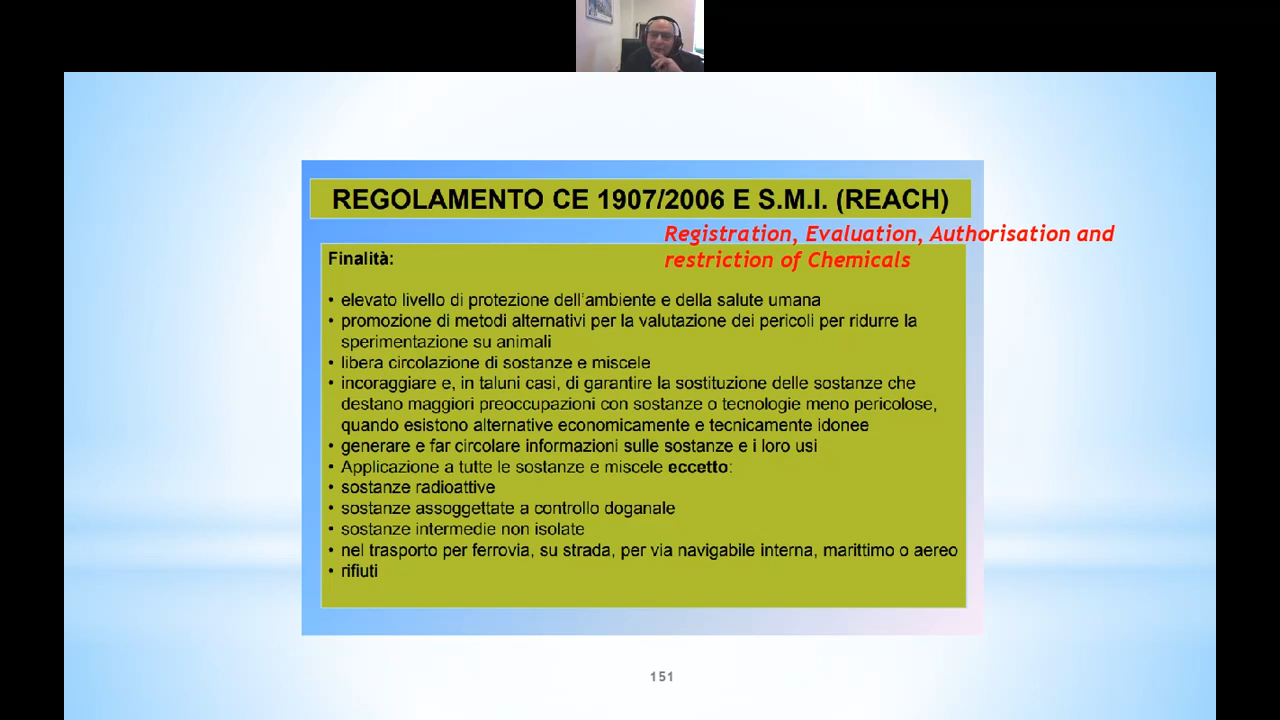 REGOLAMENTO CE 1907/2006 E S.M.I. (REACH)
Registration, Evaluation, Authorisation and
restriction of Chemicals
Finalità:
• elevato livello di protezione dell'ambiente e della salute umana
• promozione di metodi alternativi per la valutazione dei pericoli per ridurre la
sperimentazione su animali
• libera circolazione di sostanze e miscele
• incoraggiare e, in taluni casi, di garantire la sostituzione delle sostanze che
destano maggiori preoccupazioni con sostanze o tecnologie meno pericolose,
quando esistono alternative economicamente e tecnicamente idonee
• generare e far circolare informazioni sulle sostanze e i loro usi
• Applicazione a tutte le sostanze e miscele eccetto:
• sostanze radioattive
• sostanze assoggettate a controllo doganale
• sostanze intermedie non isolate
• nel trasporto per ferrovia, su strada, per via navigabile interna, marittimo o aereo
• rifiuti
151